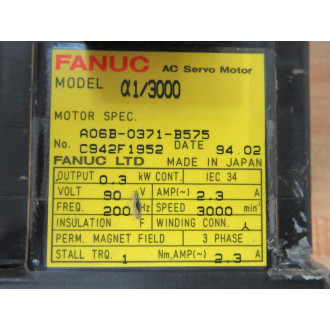 FANUC AC Servo Motor
MODEL α1/3000
MOTOR SPEC.
A06B-0371-B575
No. C942F1952 DATE 94.02
FANUC LTD MADE IN JAPAN
OUTPUT 0.3 kW CONT. IEC 34
VOLT 90 V AMP(~) 2.3 A
FREQ 200 Hz SPEED 3000 min⁻¹
INSULATION F WINDING CONN.
PERM. MAGNET FIELD 3 PHASE
STALL TRQ. 1 Nm, AMP(~) 2.3 A